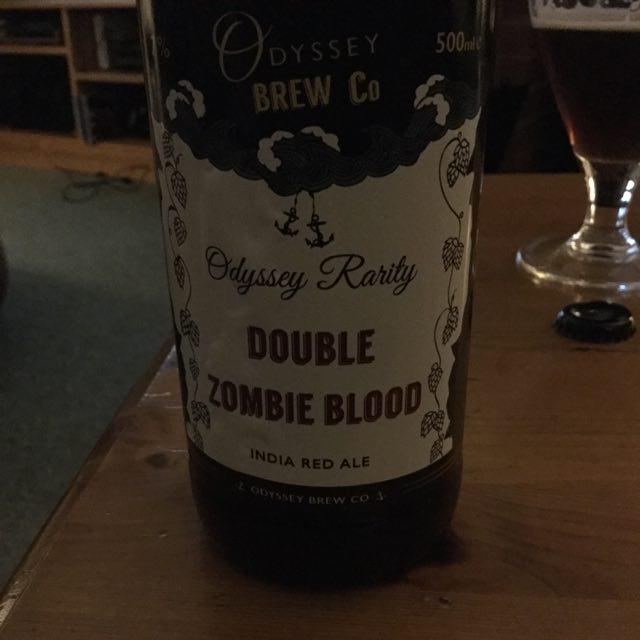 ODYSSEY
500ml
BREW Co
Odyssey Rarity
DOUBLE
ZOMBIE BLOOD
INDIA RED ALE
ODYSSEY BREW CO